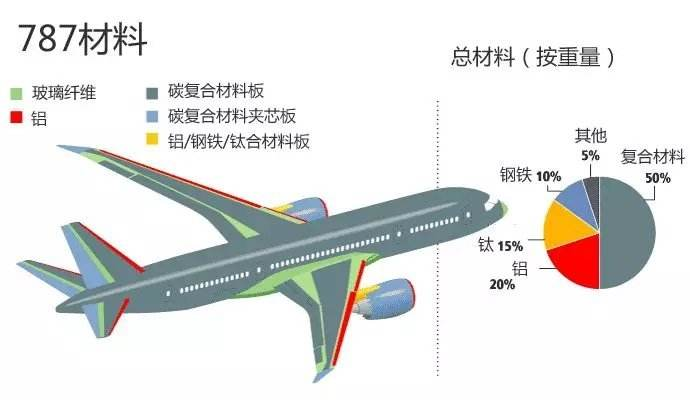 787材料
总材料（按重量）
玻璃纤维
铝
碳复合材料板
碳复合材料夹芯板
铝/钢铁/钛合材料板
其他
5%
复合材料
50%
钢铁 10%
钛 15%
铝
20%